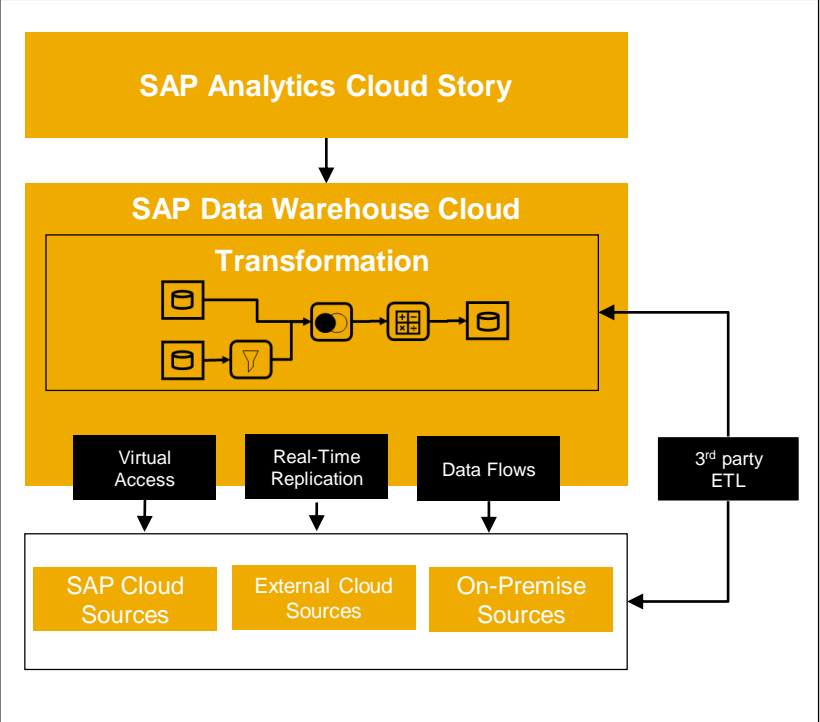 SAP Analytics Cloud Story
SAP Data Warehouse Cloud
Transformation
Virtual
Access
Real-Time
Replication
Data Flows
3rd party
ETL
SAP Cloud
Sources
External Cloud
Sources
On-Premise
Sources